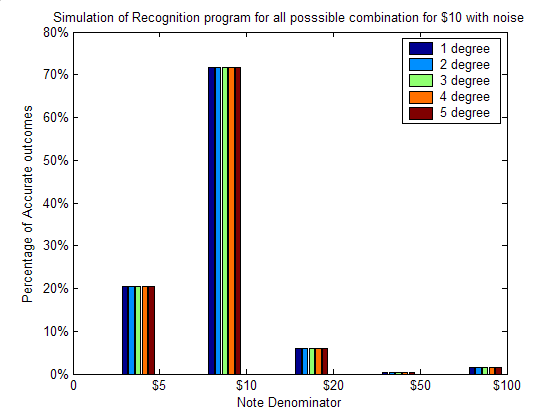 Simulation of Recognition program for all posssible combination for $10 with noise
80%
70%
60%
50%
40%
30%
20%
10%
0%
Percentage of Accurate outcomes
1 degree
2 degree
3 degree
4 degree
5 degree
0 $5 $10 $20 $50 $100
Note Denominator